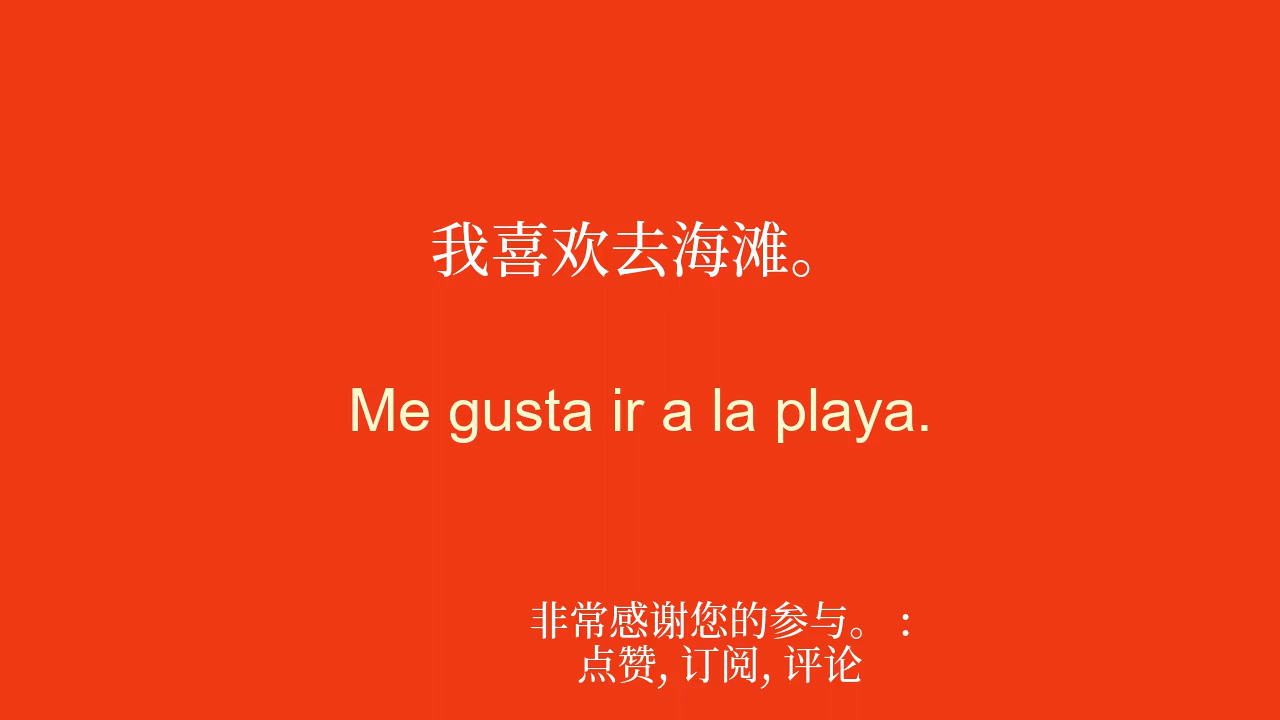 我喜欢去海滩。
Me gusta ir a la playa.
非常感谢您的参与。 :
点赞, 订阅, 评论